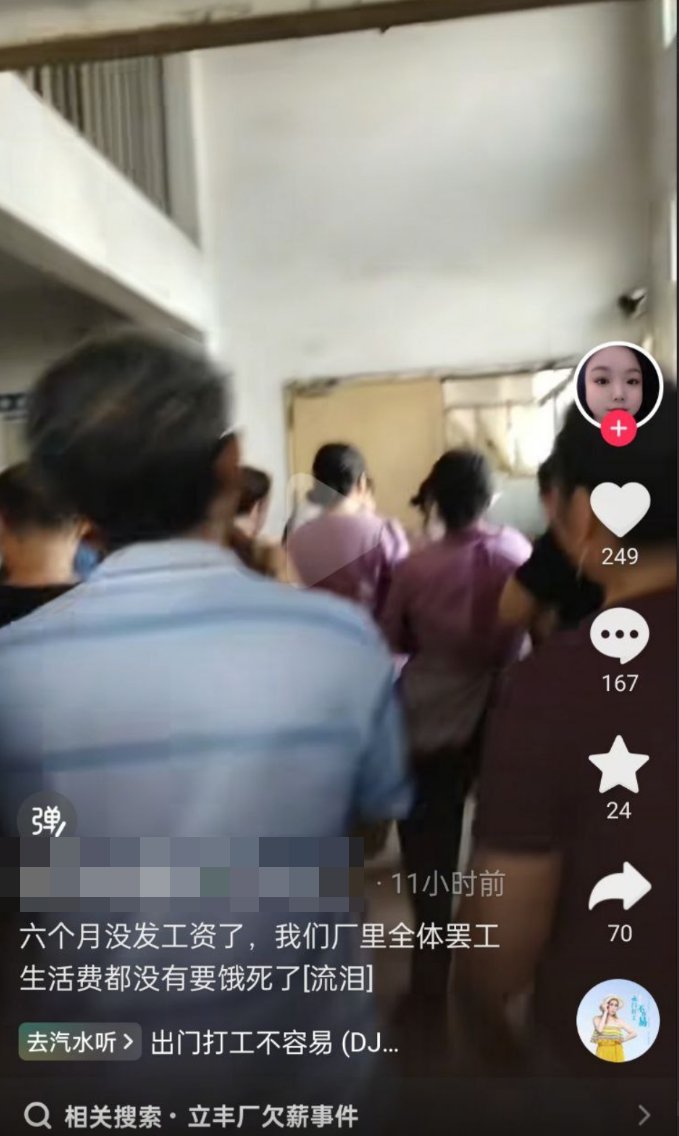 249
167
24
弹
· 11小时前
70
六个月没发工资了，我们厂里全体罢工
生活费都没有要饿死了[流泪]
去汽水听 > 出门打工不容易 (DJ...
相关搜索 · 立丰厂欠薪事件